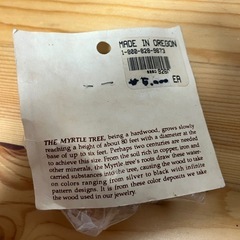 MADE IN OREGON
1-800-828-9673
EA
THE MYRTLE TREE, being a hardwood, grows slowly
reaching a height of about 80 feet with a diameter at the
base of up to six feet. Perhaps two centuries are needed
to achieve this size. From the soil rich in copper, iron and
other minerals, the Myrtle tree's roots draw these water-
carried substances into the tree, causing the wood to take
on colors ranging from silver to black with infinite
pattern designs. It is from these color deposits we take
the wood used in our jewelry.